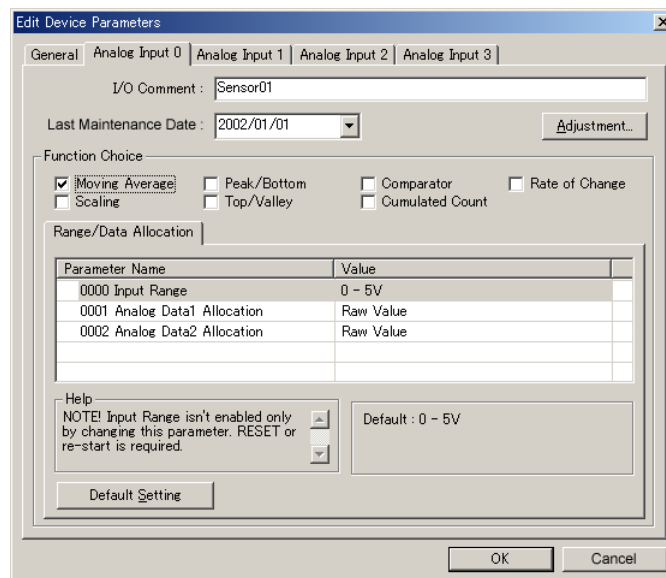 Edit Device Parameters
General Analog Input 0 Analog Input 1 Analog Input 2 Analog Input 3
I/O Comment : Sensor01
Last Maintenance Date : 2002/01/01 Adjustment...
Function Choice
Moving Average Peak/Bottom Comparator Rate of Change
Scaling Top/Valley Cumulated Count
Range/Data Allocation
Parameter Name Value
0000 Input Range 0 - 5V
0001 Analog Data1 Allocation Raw Value
0002 Analog Data2 Allocation Raw Value
Help
NOTE! Input Range isn't enabled only
by changing this parameter. RESET or
re-start is required.
Default : 0 - 5V
Default Setting
OK Cancel